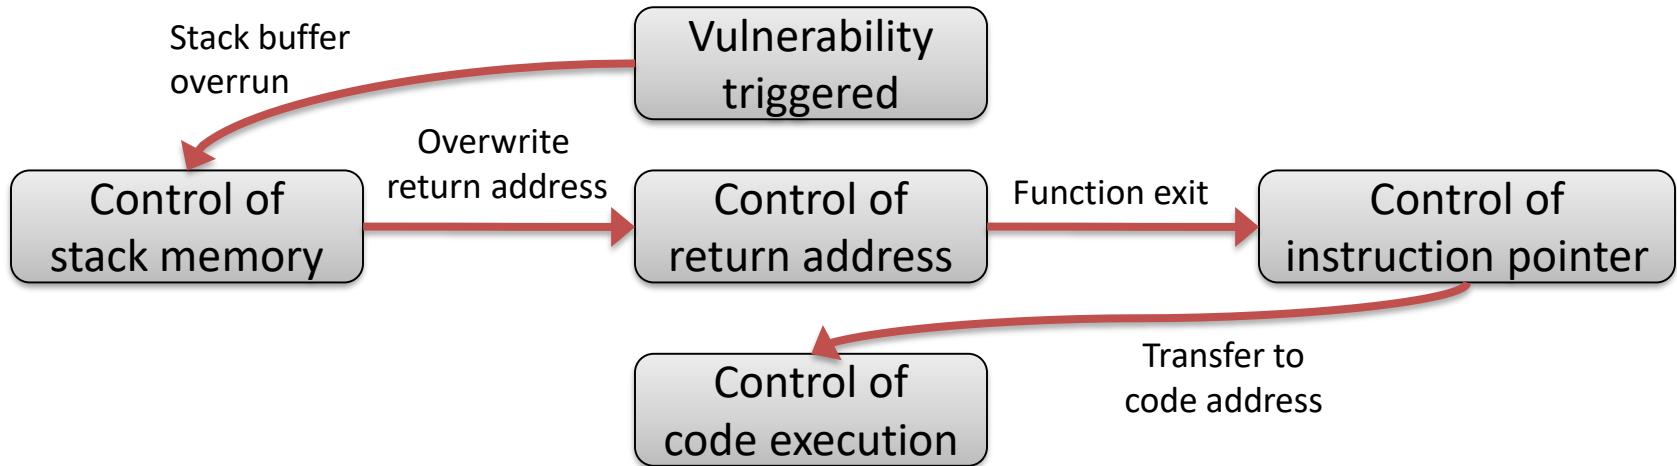 Stack buffer
overrun
Vulnerability
triggered
Overwrite
return address
Control of
stack memory
Control of
return address
Function exit
Control of
instruction pointer
Transfer to
code address
Control of
code execution